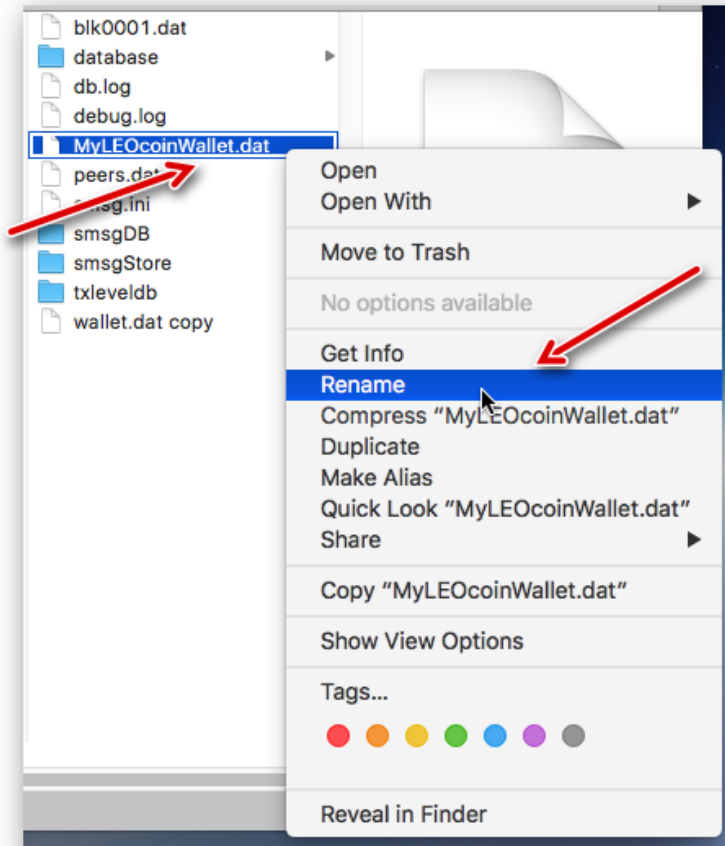 blk0001.dat
database
db.log
debug.log
MyLEOcoinWallet.dat
peers.dat
smsg.ini
smsgDB
smsgStore
txleveldb
wallet.dat copy
Open
Open With
Move to Trash
No options available
Get Info
Rename
Compress “MyLEOcoinWallet.dat”
Duplicate
Make Alias
Quick Look “MyLEOcoinWallet.dat”
Share
Copy “MyLEOcoinWallet.dat”
Show View Options
Tags...
Reveal in Finder